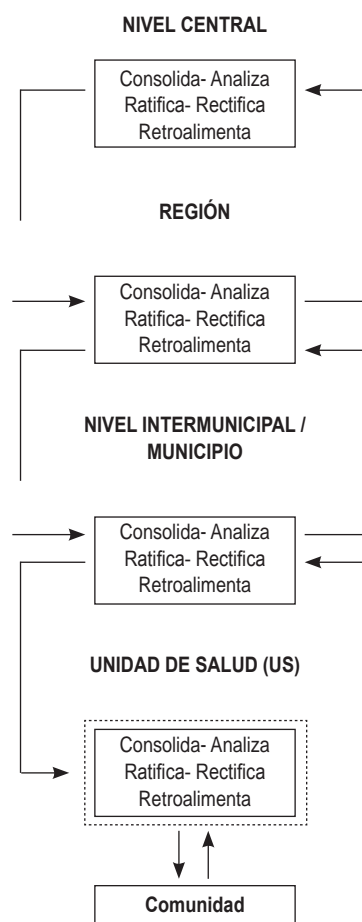 NIVEL CENTRAL
Consolida- Analiza
Ratifica- Rectifica
Retroalimenta
REGIÓN
Consolida- Analiza
Ratifica- Rectifica
Retroalimenta
NIVEL INTERMUNICIPAL /
MUNICIPIO
Consolida- Analiza
Ratifica- Rectifica
Retroalimenta
UNIDAD DE SALUD (US)
Consolida- Analiza
Ratifica- Rectifica
Retroalimenta
Comunidad